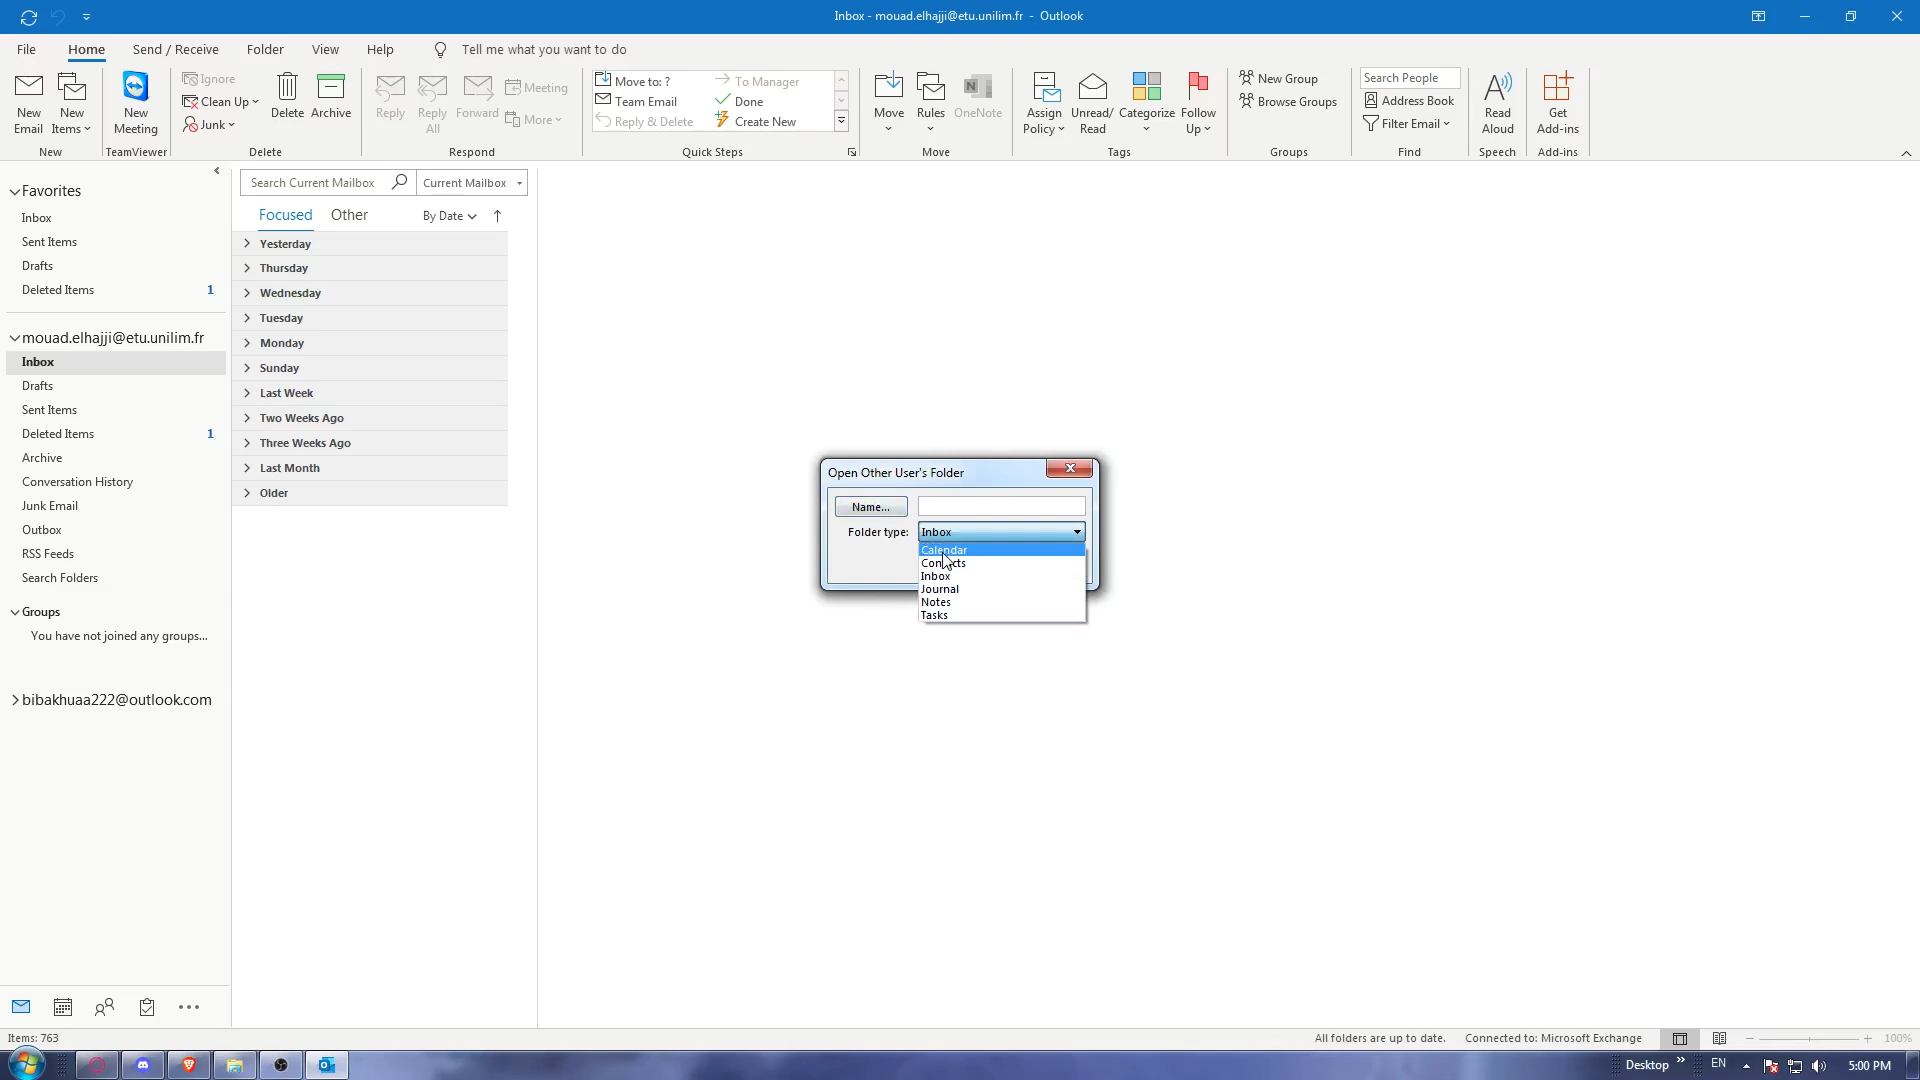 Inbox - mouad.elhajji@etu.unilim.fr - Outlook
File Home Send / Receive Folder View Help Tell me what you want to do
New Email
New Items
New
New Meeting
TeamViewer
Ignore
Clean Up
Junk
Delete
Archive
Delete
Reply
Reply All
Forward
Meeting
More
Respond
Move to: ?
Team Email
Reply & Delete
To Manager
Done
Create New
Quick Steps
Move
Rules
OneNote
Move
Assign Policy
Unread/ Read
Categorize
Follow Up
Tags
New Group
Browse Groups
Groups
Search People
Address Book
Filter Email
Find
Read Aloud
Speech
Get Add-ins
Add-ins
Favorites
Inbox
Sent Items
Drafts
Deleted Items 1
mouad.elhajji@etu.unilim.fr
Inbox
Drafts
Sent Items
Deleted Items 1
Archive
Conversation History
Junk Email
Outbox
RSS Feeds
Search Folders
Groups
You have not joined any groups...
bibakhuaa222@outlook.com
Search Current Mailbox Current Mailbox
Focused Other By Date
Yesterday
Thursday
Wednesday
Tuesday
Monday
Sunday
Last Week
Two Weeks Ago
Three Weeks Ago
Last Month
Older
Open Other User's Folder
Name...
Folder type: Inbox
Calendar
Contacts
Inbox
Journal
Notes
Tasks
Items: 763
All folders are up to date. Connected to: Microsoft Exchange 100%
Desktop EN 5:00 PM